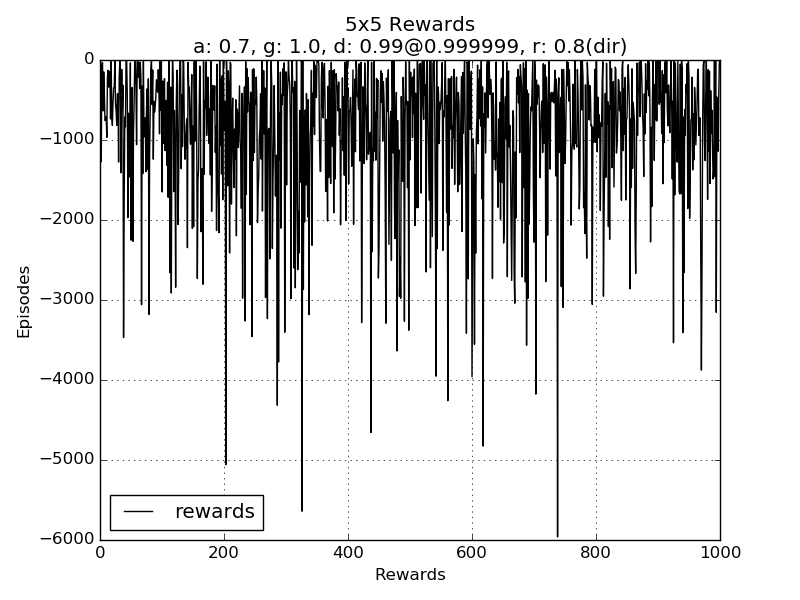 5x5 Rewards
a: 0.7, g: 1.0, d: 0.99@0.999999, r: 0.8(dir)
0
−1000
−2000
−3000
−4000
−5000
−6000
Episodes
rewards
0 200 400 600 800 1000
Rewards